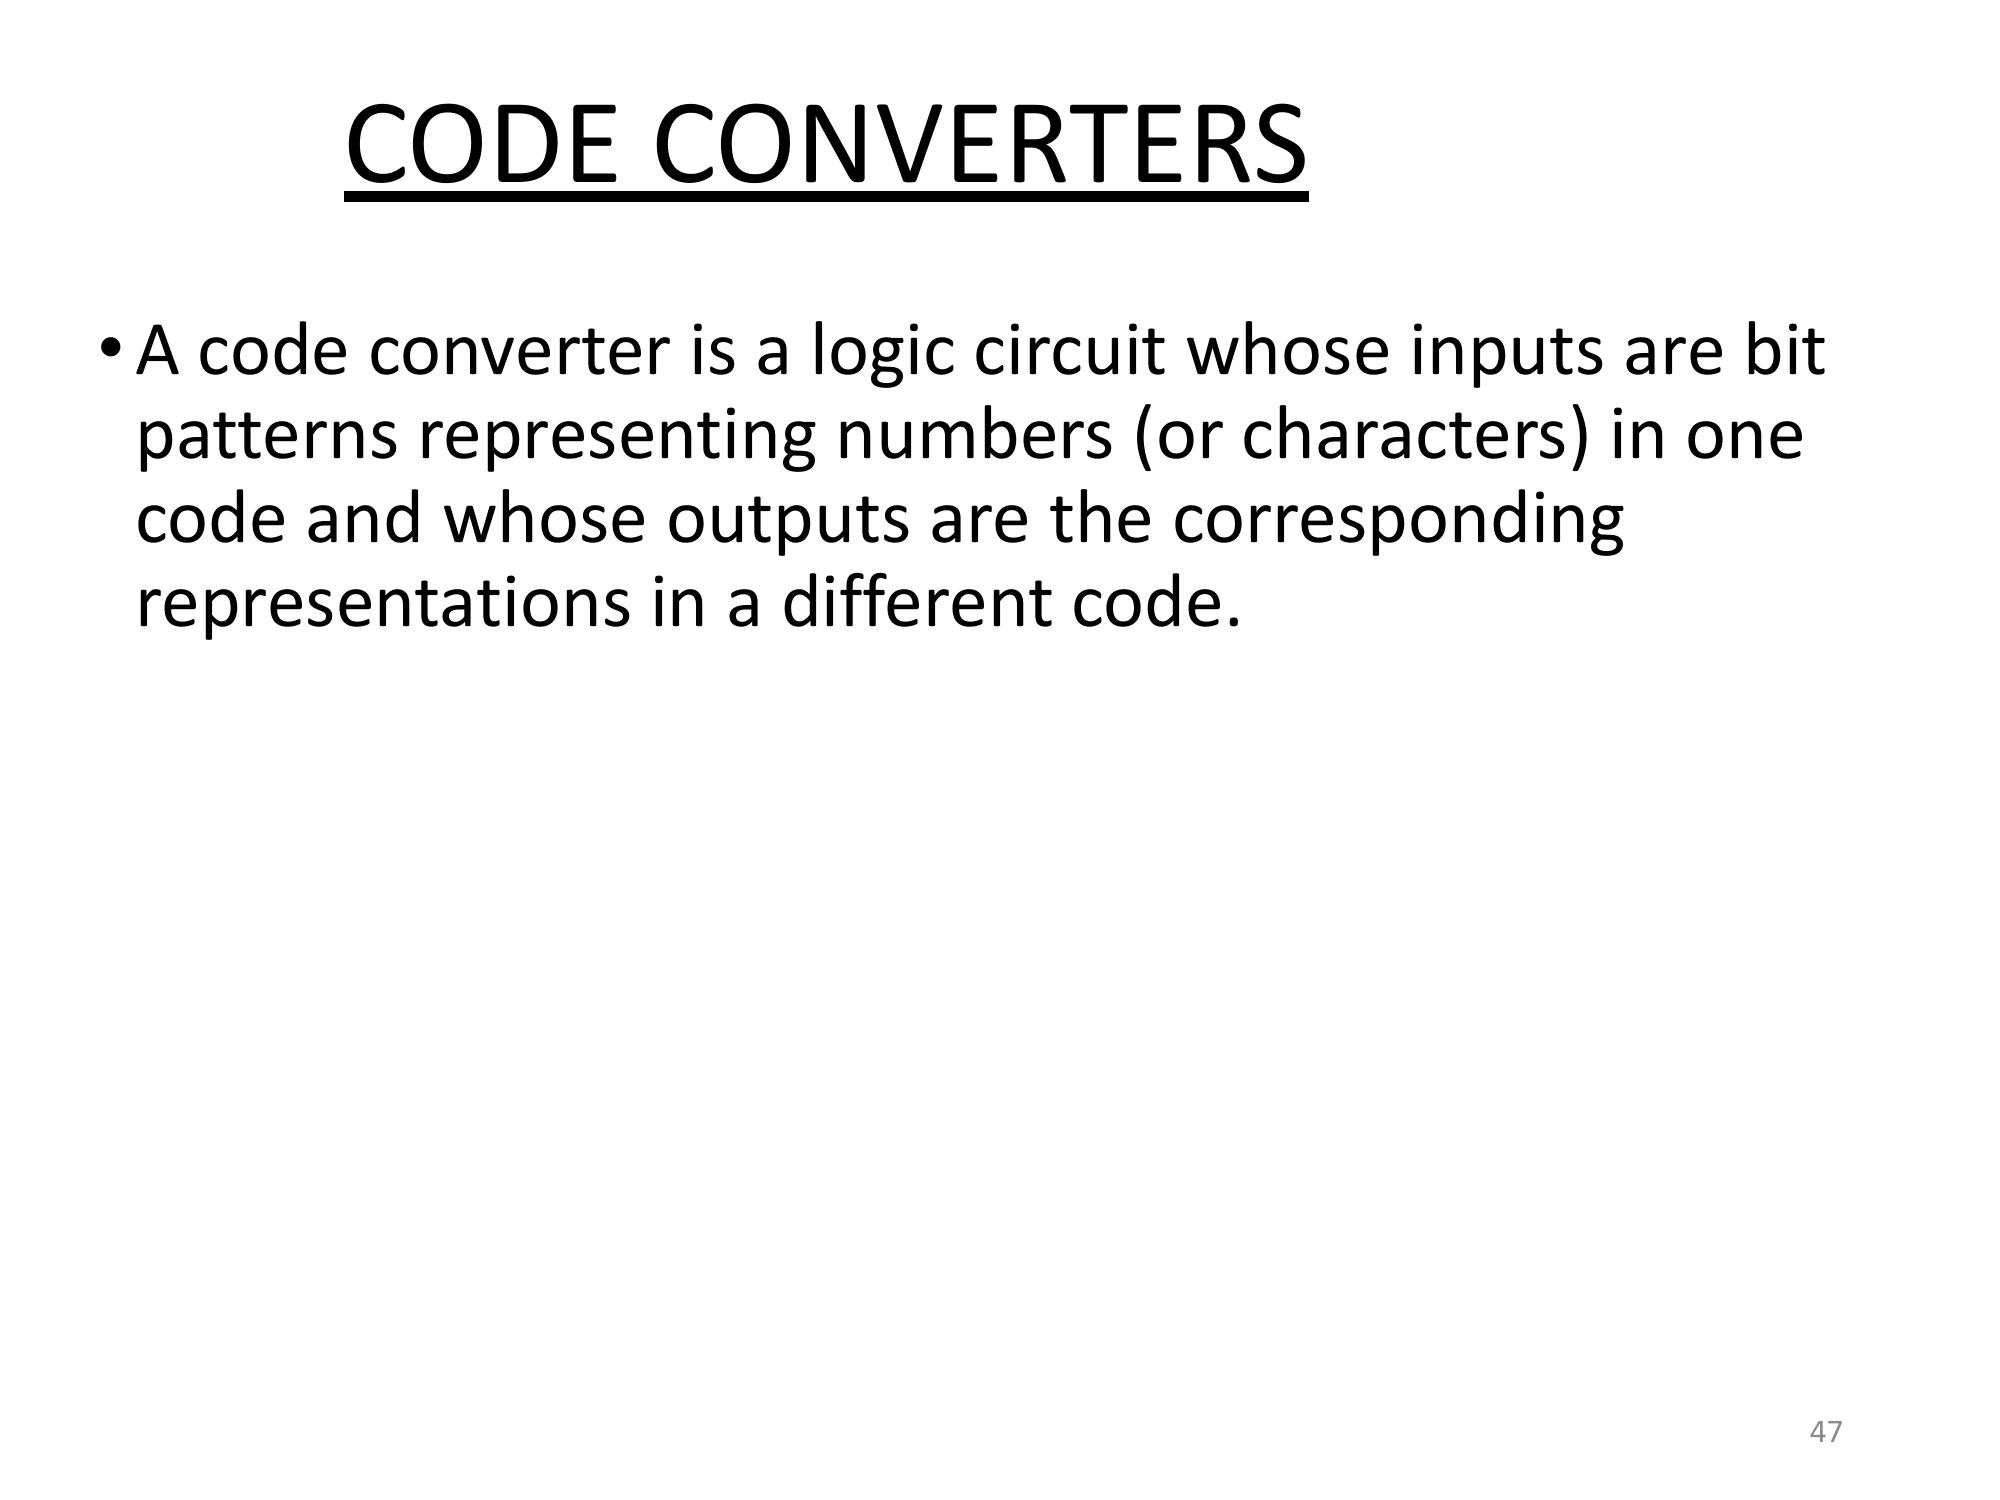 CODE CONVERTERS
• A code converter is a logic circuit whose inputs are bit
patterns representing numbers (or characters) in one
code and whose outputs are the corresponding
representations in a different code.
47